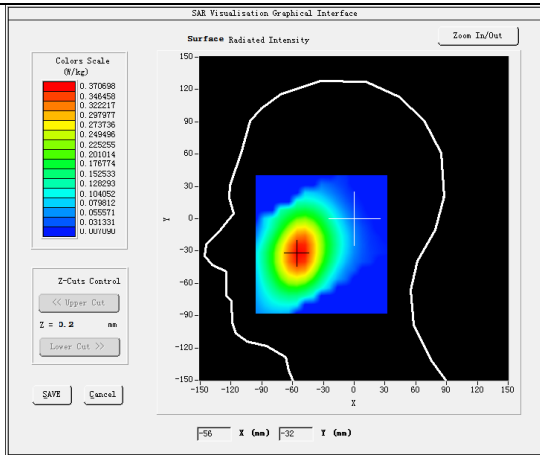 SAR Visualisation Graphical Interface
Surface Radiated Intensity
Zoom In/Out
Colors Scale
(W/kg)
0.370698
0.346458
0.322217
0.297977
0.273736
0.249496
0.225255
0.201014
0.176774
0.152533
0.128293
0.104052
0.079812
0.055571
0.031331
0.007090
150
120
90
60
30
0
-30
-60
-90
-120
-150
Y
-150 -120 -90 -60 -30 0 30 60 90 120 150
X
Z-Cuts Control
<< Upper Cut
Z = 0.2 mm
Lower Cut >>
SAVE Cancel
-56 X (mm) -32 Y (mm)